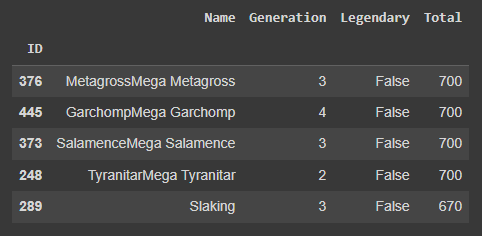 Name Generation Legendary Total
ID
376 MetagrossMega Metagross 3 False 700
445 GarchompMega Garchomp 4 False 700
373 SalamenceMega Salamence 3 False 700
248 TyranitarMega Tyranitar 2 False 700
289 Slaking 3 False 670